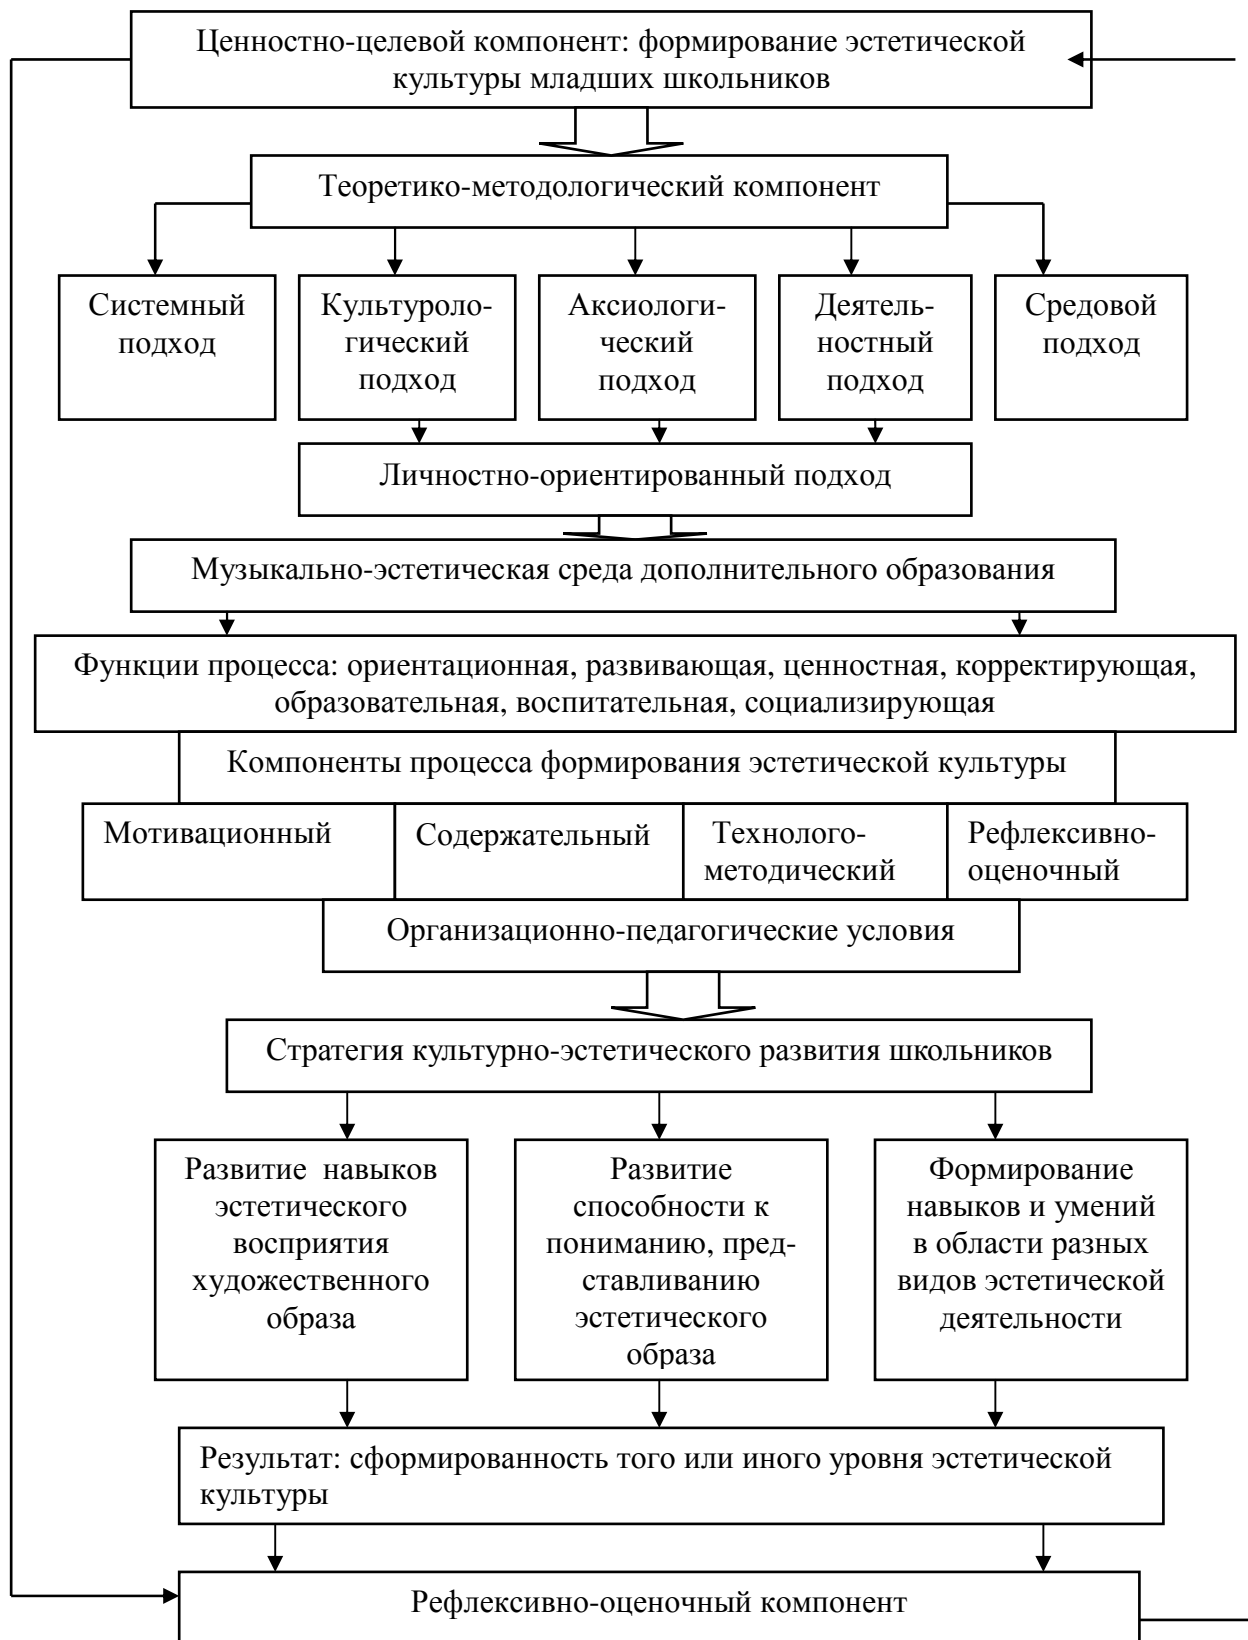 Ценностно-целевой компонент: формирование эстетической
культуры младших школьников
Теоретико-методологический компонент
Системный
подход
Культуроло-
гический
подход
Аксиологи-
ческий
подход
Деятель-
ностный
подход
Средовой
подход
Личностно-ориентированный подход
Музыкально-эстетическая среда дополнительного образования
Функции процесса: ориентационная, развивающая, ценностная, корректирующая,
образовательная, воспитательная, социализирующая
Компоненты процесса формирования эстетической культуры
Мотивационный
Содержательный
Технолого-
методический
Рефлексивно-
оценочный
Организационно-педагогические условия
Стратегия культурно-эстетического развития школьников
Развитие навыков
эстетического
восприятия
художественного
образа
Развитие
способности к
пониманию, пред-
ставливанию
эстетического
образа
Формирование
навыков и умений
в области разных
видов эстетической
деятельности
Результат: сформированность того или иного уровня эстетической
культуры
Рефлексивно-оценочный компонент